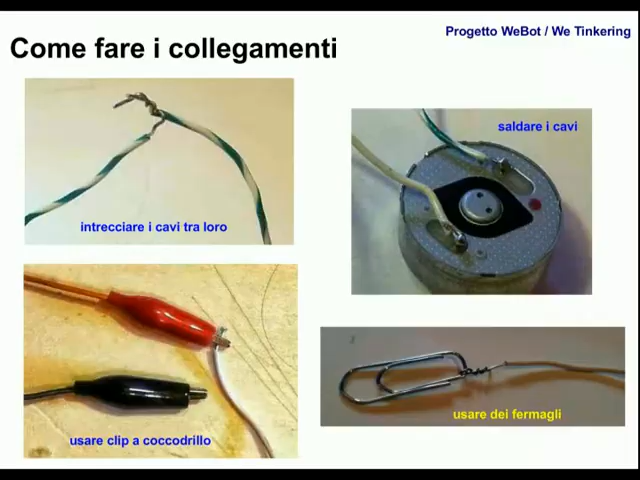 Progetto WeBot / We Tinkering
Come fare i collegamenti
saldare i cavi
intrecciare i cavi tra loro
usare dei fermagli
usare clip a coccodrillo